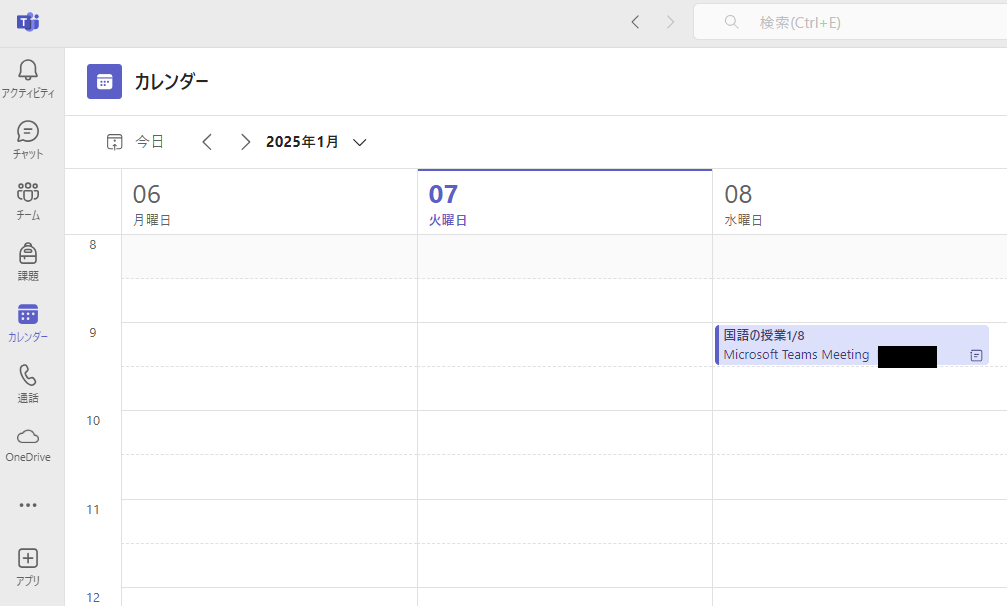 検索(Ctrl+E)
アクティビティ
チャット
チーム
課題
カレンダー
通話
OneDrive
アプリ
カレンダー
今日
2025年1月
06
月曜日
07
火曜日
08
水曜日
8
9
国語の授業1/8
Microsoft Teams Meeting
10
11
12